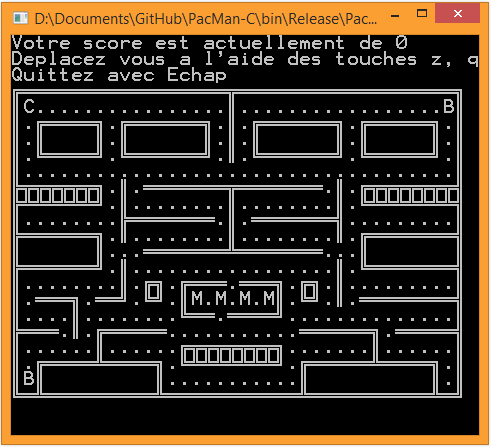 D:\Documents\GitHub\PacMan-C\bin\Release\Pac...
Votre score est actuellement de 0
Deplacez vous a l'aide des touches z, q
Quittez avec Echap
C B
M.M.M.M
B